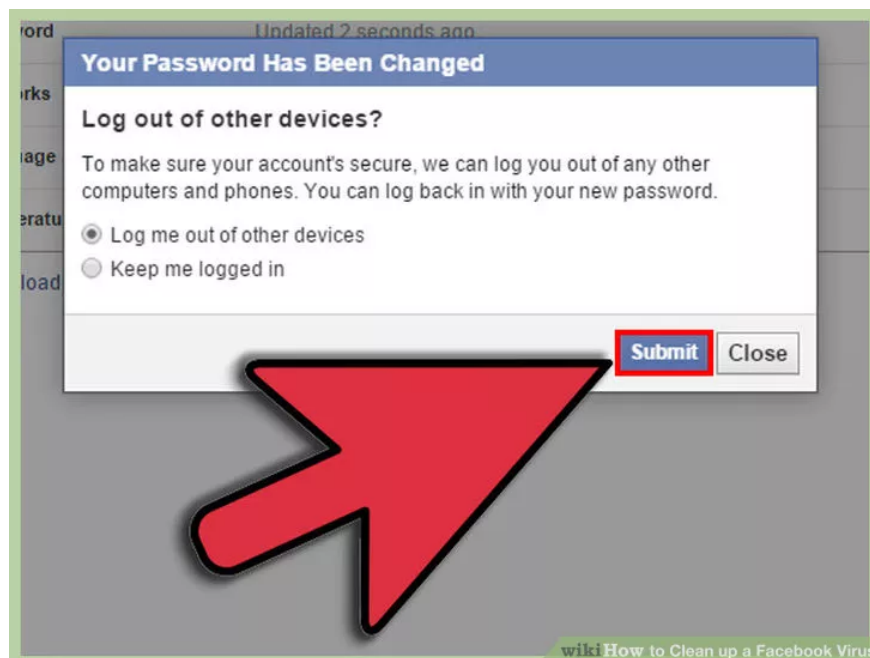 Updated 2 seconds ago
Your Password Has Been Changed
Log out of other devices?
To make sure your account's secure, we can log you out of any other
computers and phones. You can log back in with your new password.
Log me out of other devices
Keep me logged in
Submit Close
wikiHow to Clean up a Facebook Virus